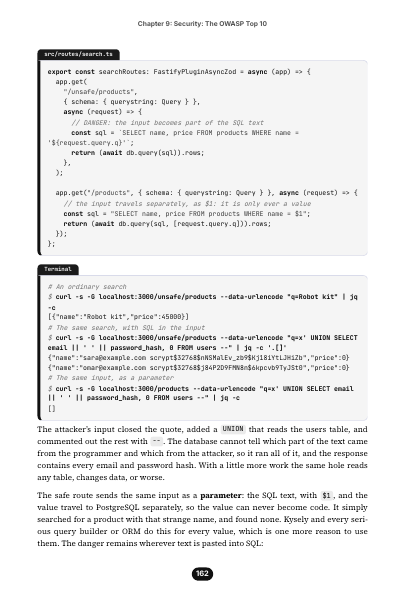 Chapter 9: Security: The OWASP Top 10
src/routes/search.ts
export const searchRoutes: FastifyPluginAsyncZod = async (app) => {
  app.get(
    "/unsafe/products",
    { schema: { querystring: Query } },
    async (request) => {
      // DANGER: the input becomes part of the SQL text
      const sql = `SELECT name, price FROM products WHERE name =
'${request.query.q}'`;
      return (await db.query(sql)).rows;
    },
  );

  app.get("/products", { schema: { querystring: Query } }, async (request) => {
    // the input travels separately, as $1: it is only ever a value
    const sql = "SELECT name, price FROM products WHERE name = $1";
    return (await db.query(sql, [request.query.q])).rows;
  });
};
Terminal
# An ordinary search
$ curl -s -G localhost:3000/unsafe/products --data-urlencode "q=Robot kit" | jq
-c
[{"name":"Robot kit","price":45000}]
# The same search, with SQL in the input
$ curl -s -G localhost:3000/unsafe/products --data-urlencode "q=x' UNION SELECT
email || ' ' || password_hash, 0 FROM users --" | jq -c '.[]'
{"name":"sara@example.com scrypt$32768$nNSMalEv_zb9$Hj18iYtLJHiZb","price":0}
{"name":"omar@example.com scrypt$32768$j84P2D9FMN8n$6kpcvb9TyJSt0","price":0}
# The same input, as a parameter
$ curl -s -G localhost:3000/products --data-urlencode "q=x' UNION SELECT email
|| ' ' || password_hash, 0 FROM users --" | jq -c
[]
The attacker's input closed the quote, added a UNION that reads the users table, and
commented out the rest with --. The database cannot tell which part of the text came
from the programmer and which from the attacker, so it ran all of it, and the response
contains every email and password hash. With a little more work the same hole reads
any table, changes data, or worse.
The safe route sends the same input as a parameter: the SQL text, with $1, and the
value travel to PostgreSQL separately, so the value can never become code. It simply
searched for a product with that strange name, and found none. Kysely and every seri-
ous query builder or ORM do this for every value, which is one more reason to use
them. The danger remains wherever text is pasted into SQL:
162